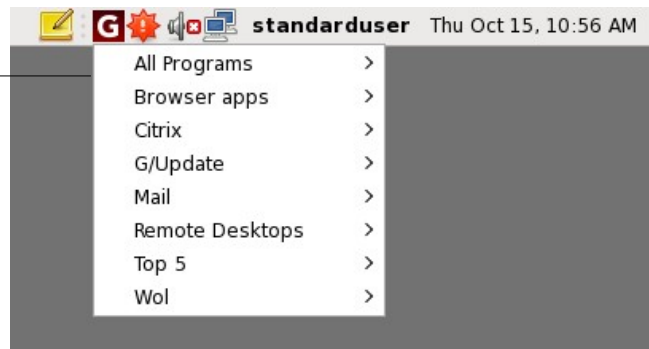 G standarduser Thu Oct 15, 10:56 AM
All Programs
Browser apps
Citrix
G/Update
Mail
Remote Desktops
Top 5
Wol